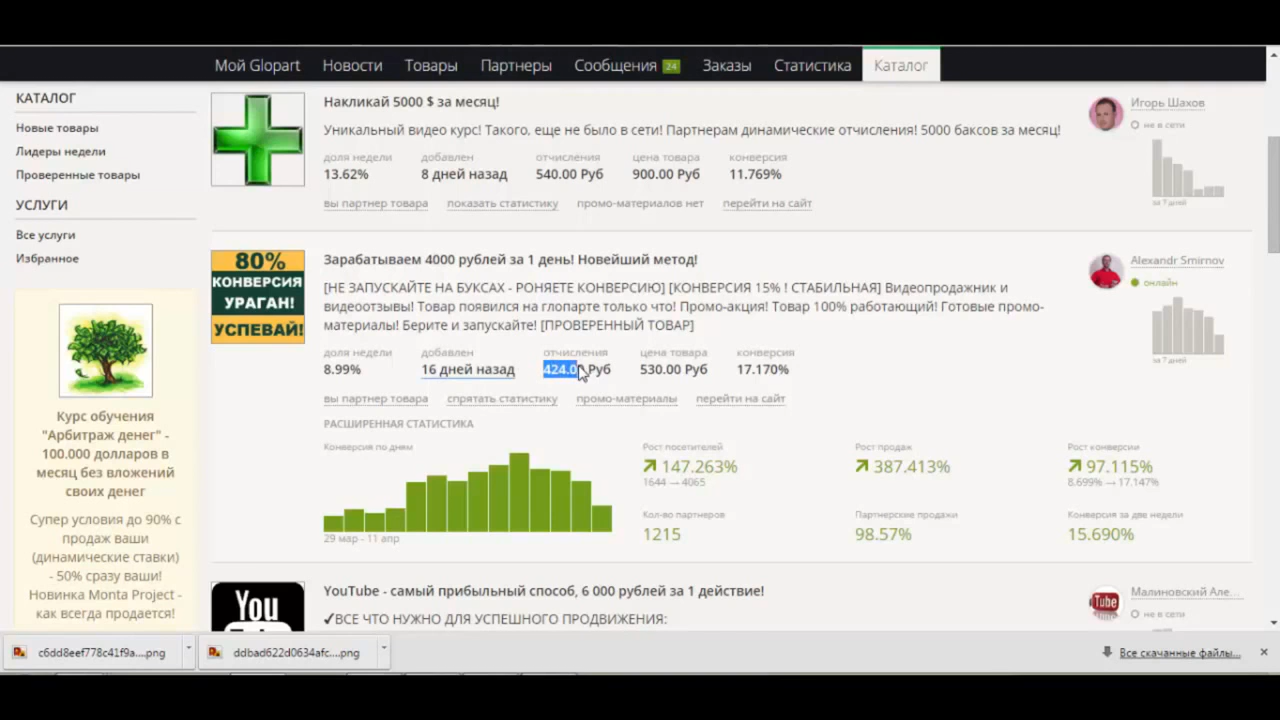 Мой Glopart Новости Товары Партнеры Сообщения 24 Заказы Статистика Каталог
КАТАЛОГ
Новые товары
Лидеры недели
Проверенные товары
УСЛУГИ
Все услуги
Избранное
Курс обучения
"Арбитраж денег" -
100.000 долларов в
месяц без вложений
своих денег
Супер условия до 90% с
продаж ваши
(динамические ставки)
- 50% сразу ваши!
Новинка Monta Project -
как всегда продается!
Накликай 5000 $ за месяц!
Уникальный видео курс! Такого, еще не было в сети! Партнерам динамические отчисления! 5000 баксов за месяц!
доля недели добавлен отчисления цена товара конверсия
13.62% 8 дней назад 540.00 Руб 900.00 Руб 11.769%
вы партнер товара показать статистику промо-материалов нет перейти на сайт
Игорь Шахов
не в сети
за 7 дней
80%
КОНВЕРСИЯ
УРАГАН!
УСПЕВАЙ!
Зарабатываем 4000 рублей за 1 день! Новейший метод!
[НЕ ЗАПУСКАЙТЕ НА БУКСАХ - РОНЯЕТЕ КОНВЕРСИЮ] [КОНВЕРСИЯ 15% ! СТАБИЛЬНАЯ] Видеопродажник и
видеоотзывы! Товар появился на глопарте только что! Промо-акция! Товар 100% работающий! Готовые промо-
материалы! Берите и запускайте! [ПРОВЕРЕННЫЙ ТОВАР]
доля недели добавлен отчисления цена товара конверсия
8.99% 16 дней назад 424.00 Руб 530.00 Руб 17.170%
вы партнер товара спрятать статистику промо-материалы перейти на сайт
Alexandr Smirnov
онлайн
за 7 дней
РАСШИРЕННАЯ СТАТИСТИКА
Конверсия по дням
29 мар - 11 апр
Рост посетителей Рост продаж Рост конверсии
147.263% 387.413% 97.115%
1644 → 4065 8.699% → 17.147%
Кол-во партнеров Партнерские продажи Конверсия за две недели
1215 98.57% 15.690%
You
YouTube - самый прибыльный способ, 6 000 рублей за 1 действие!
✔ВСЕ ЧТО НУЖНО ДЛЯ УСПЕШНОГО ПРОДВИЖЕНИЯ:
Tube
Малиновский Але...
не в сети
c6dd8eef778c41f9a....png ddbad622d0634afc....png Все скачанные файлы...